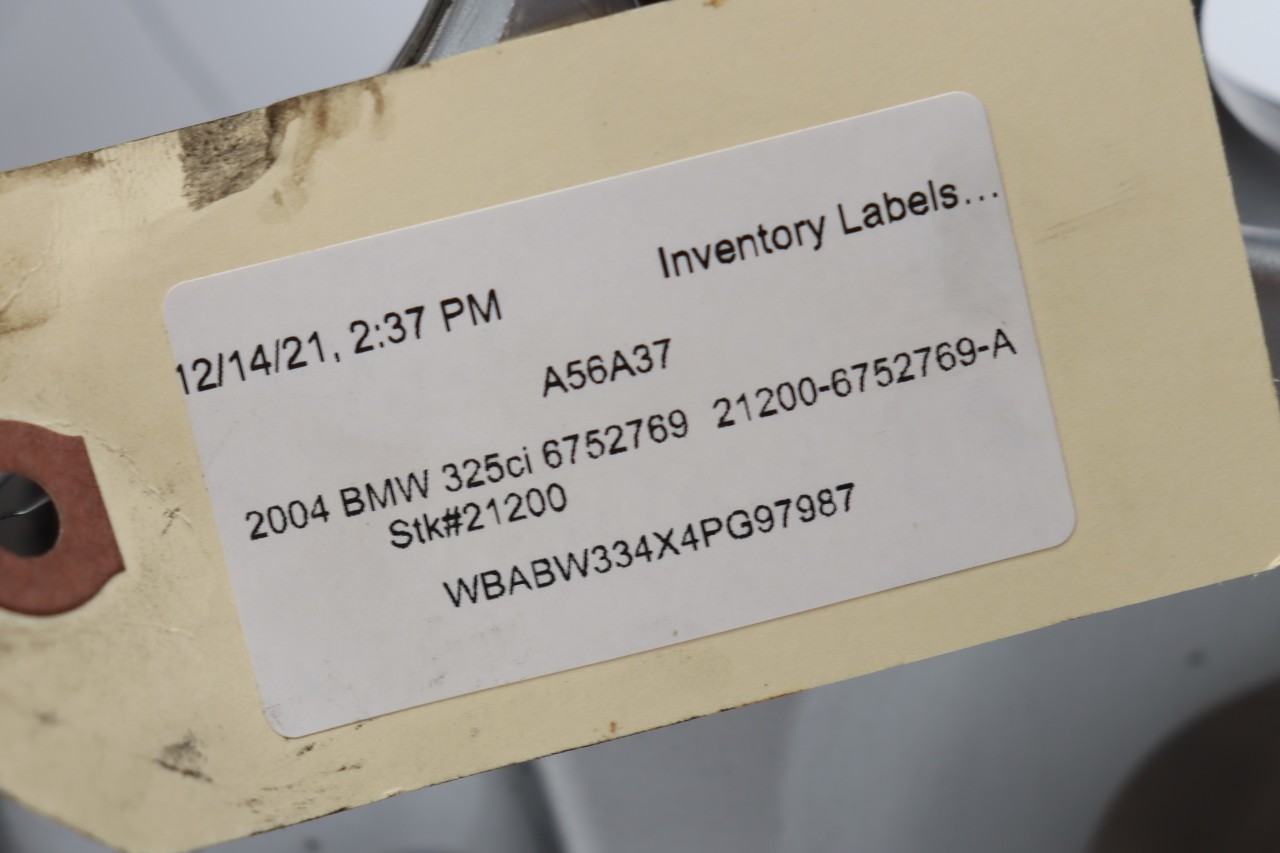 12/14/21, 2:37 PM Inventory Labels...
A56A37
2004 BMW 325ci 6752769 21200-6752769-A
Stk#21200
WBABW334X4PG97987